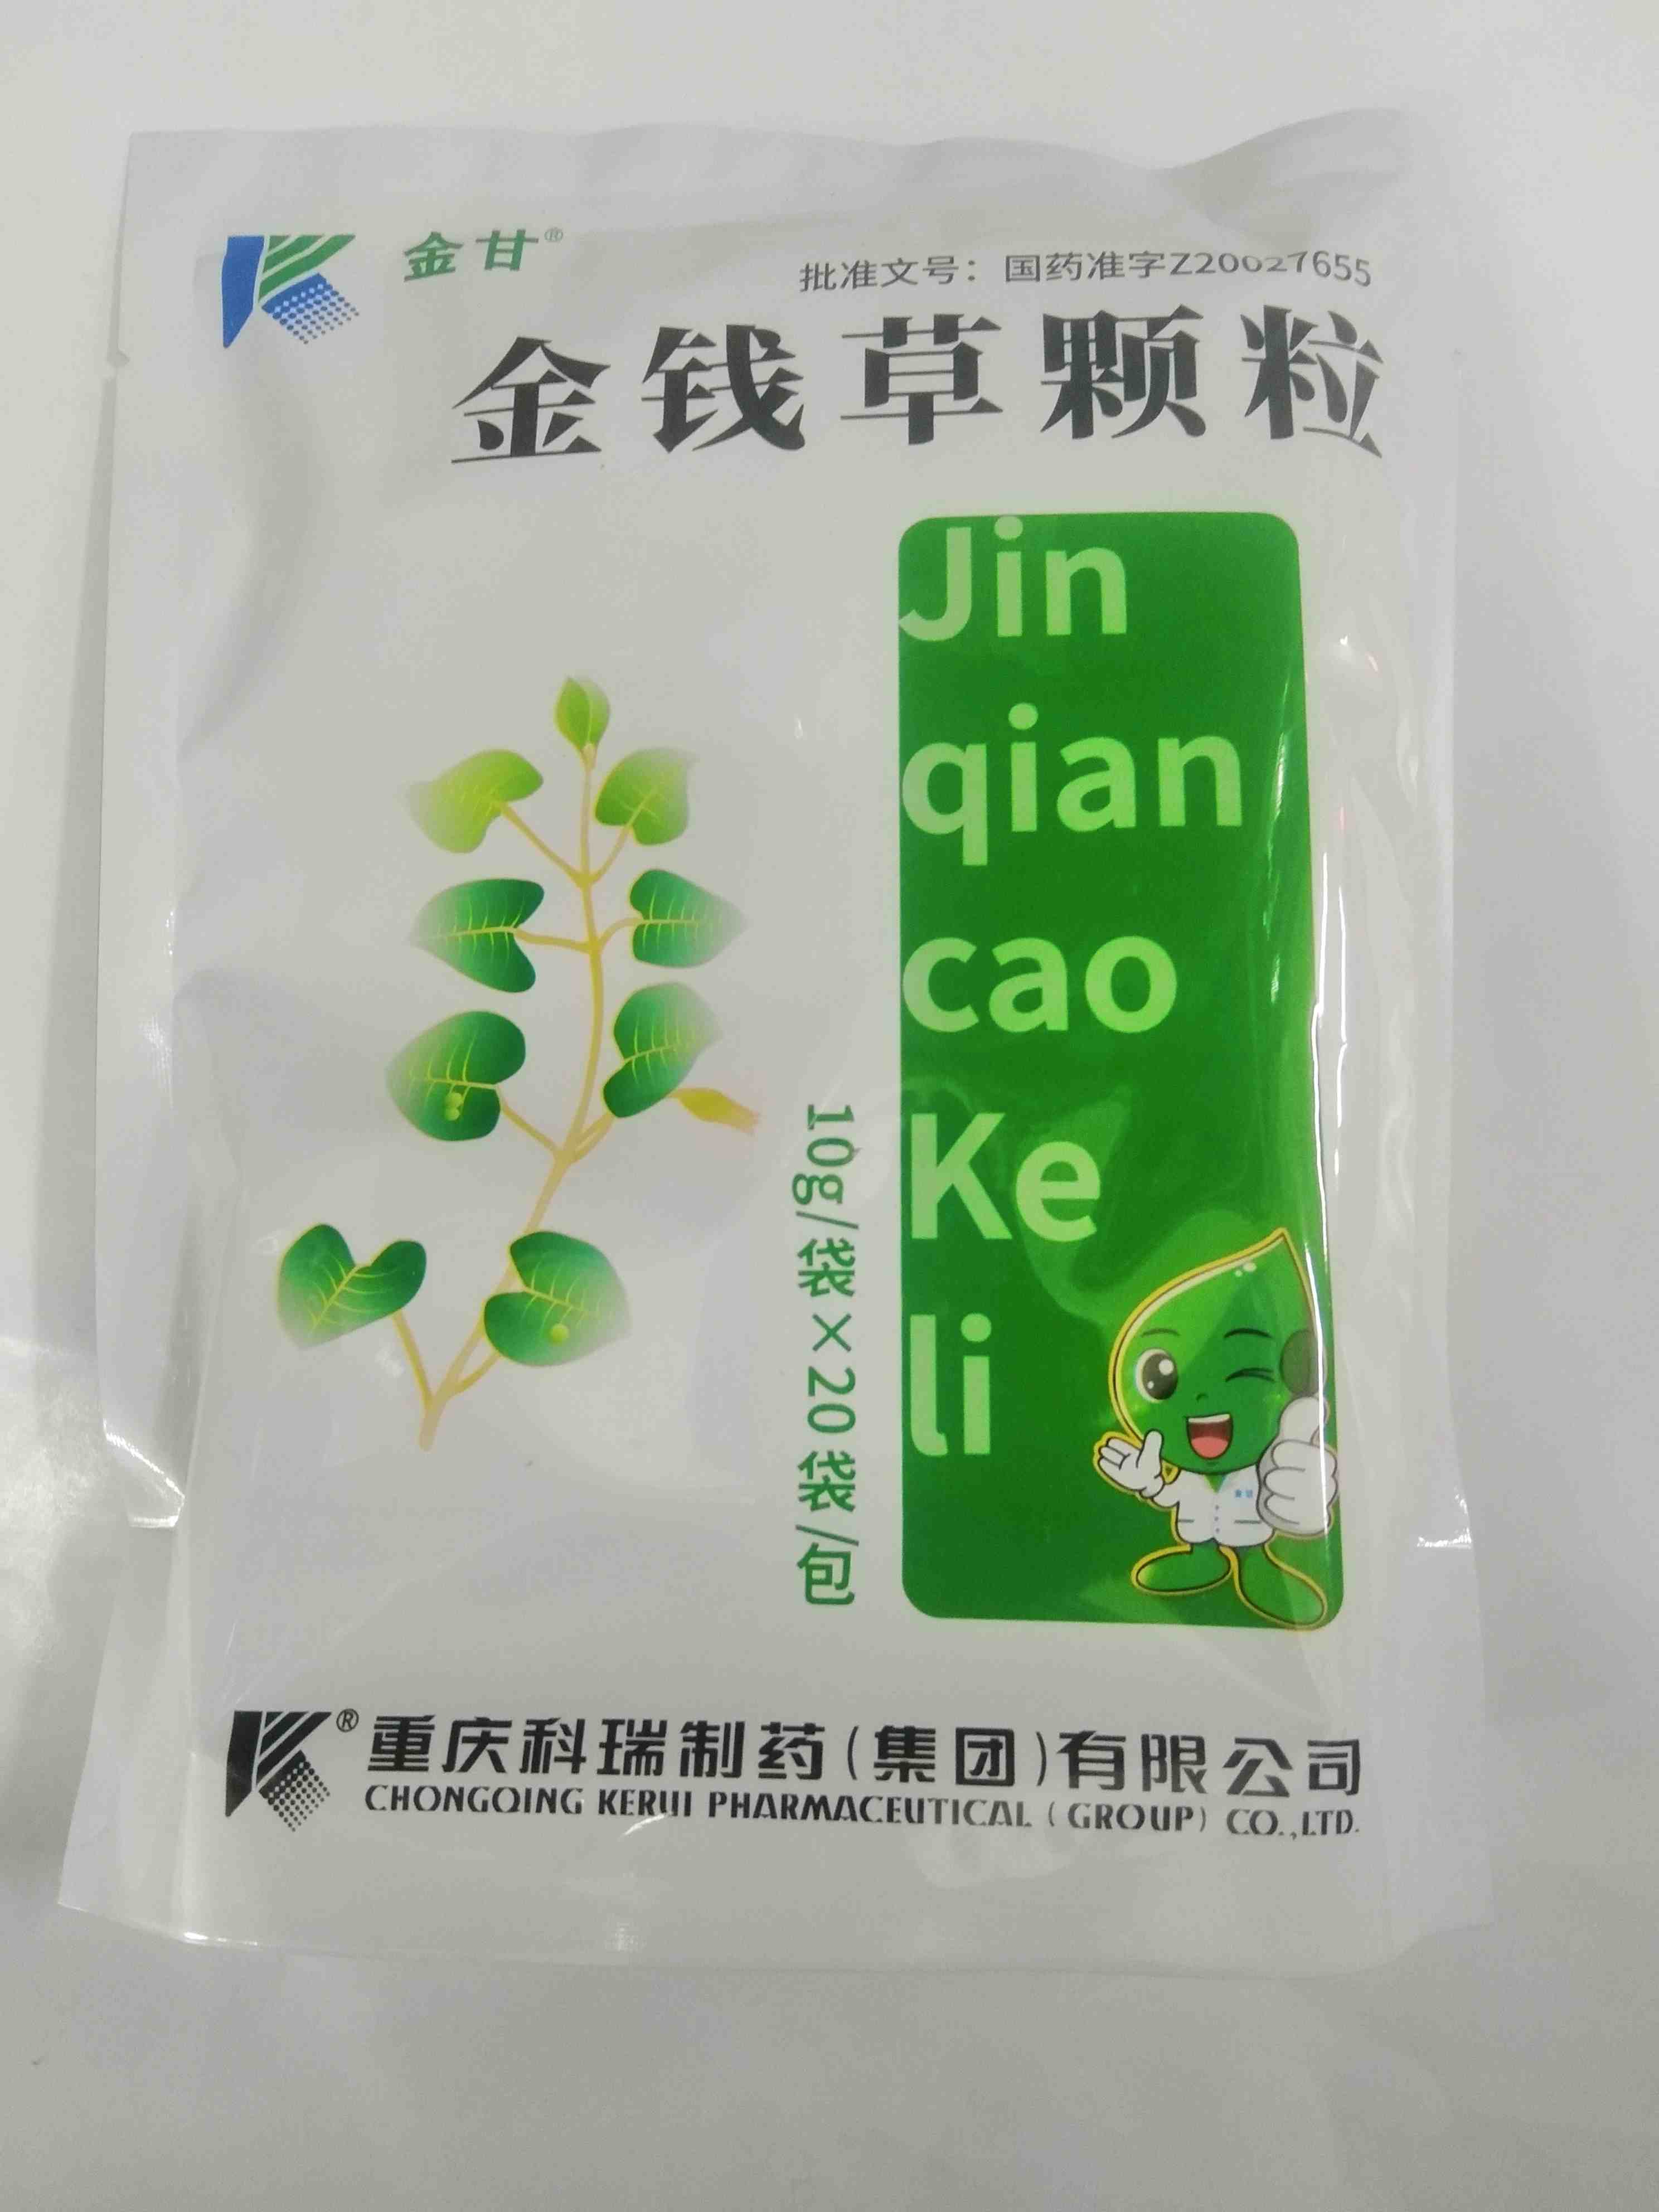 金甘®
批准文号：国药准字Z20027655
金钱草颗粒
Jin
qian
cao
Ke
li
10g/袋×20袋/包
®重庆科瑞制药(集团)有限公司
CHONGQING KERUI PHARMACEUTICAL (GROUP) CO.,LTD.